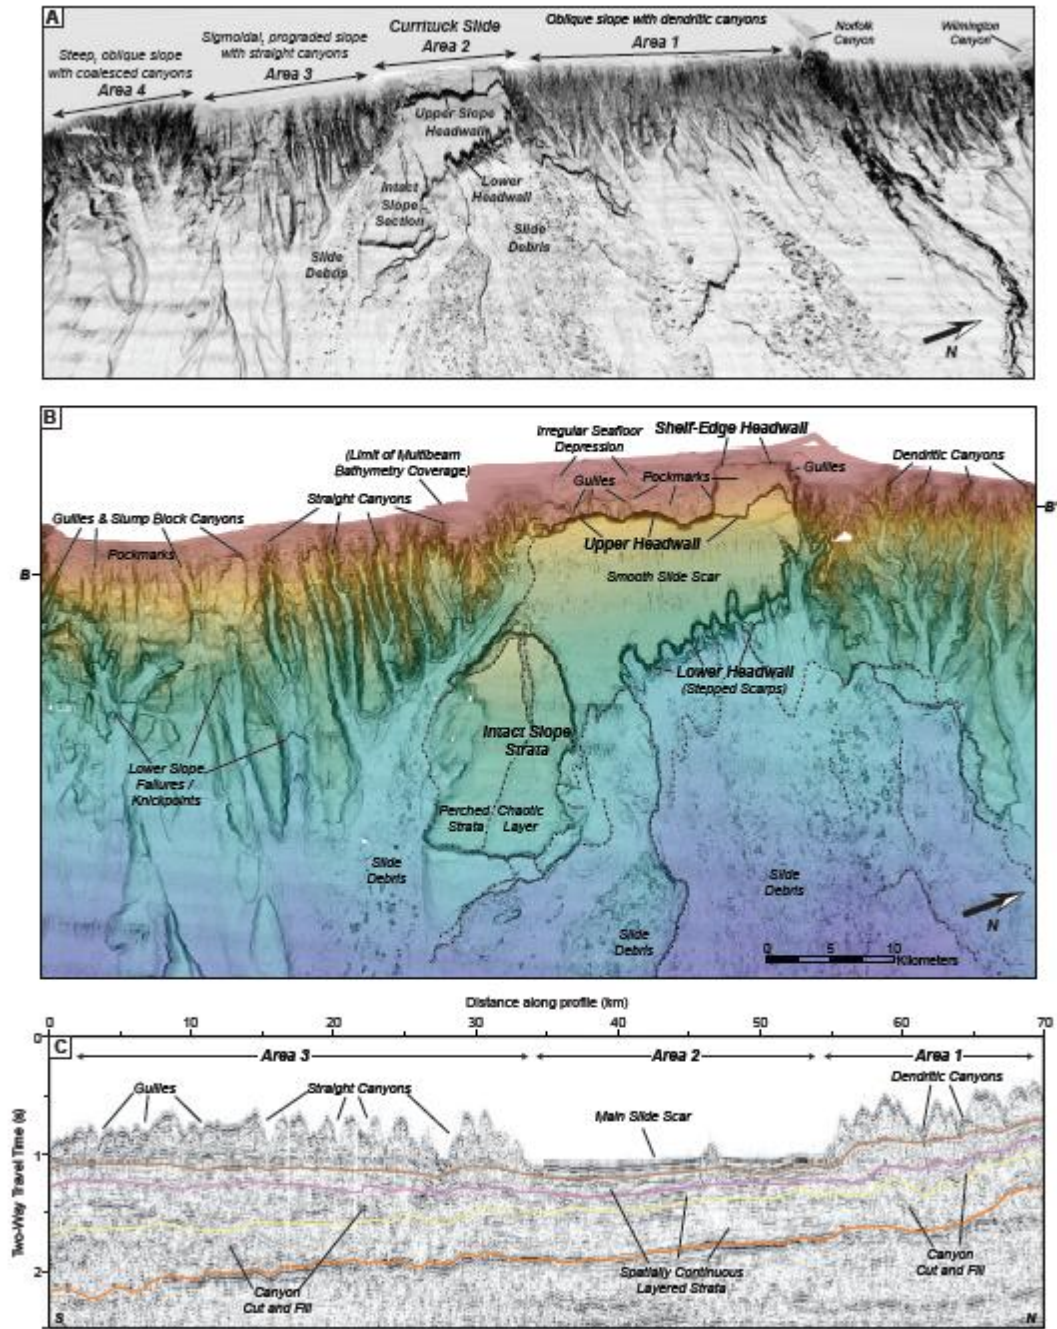 A
Currituck Slide
Area 2
Oblique slope with dendritic canyons
Area 1
Norfolk
Canyon
Wilmington
Canyon
Sigmoidal, prograded slope
with straight canyons
Area 3
Steep, oblique slope
with coalesced canyons
Area 4
Upper Slope
Headwall
Intact
Slope
Section
Lower
Headwall
Slide
Debris
Slide
Debris
N
B
Irregular Seafloor
Depression
Shelf-Edge Headwall
(Limit of Multibeam
Bathymetry Coverage)
Gullies
Pockmarks
Gullies
Dendritic Canyons
Straight Canyons
Gullies & Slump Block Canyons
Pockmarks
B'
Upper Headwall
B
Smooth Slide Scar
Lower Headwall
(Stepped Scarps)
Intact Slope
Strata
Lower Slope
Failures /
Knickpoints
Perched
Strata
Chaotic
Layer
Slide
Debris
Slide
Debris
Slide
Debris
N
0 5 10
Kilometers
Distance along profile (km)
0 10 20 30 40 50 60 70
C
Area 3
Area 2
Area 1
Gullies
Straight Canyons
Main Slide Scar
Dendritic Canyons
Two-Way Travel Time (s)
0
1
2
Canyon
Cut and Fill
Spatially Continuous
Layered Strata
Canyon
Cut and Fill
S
N